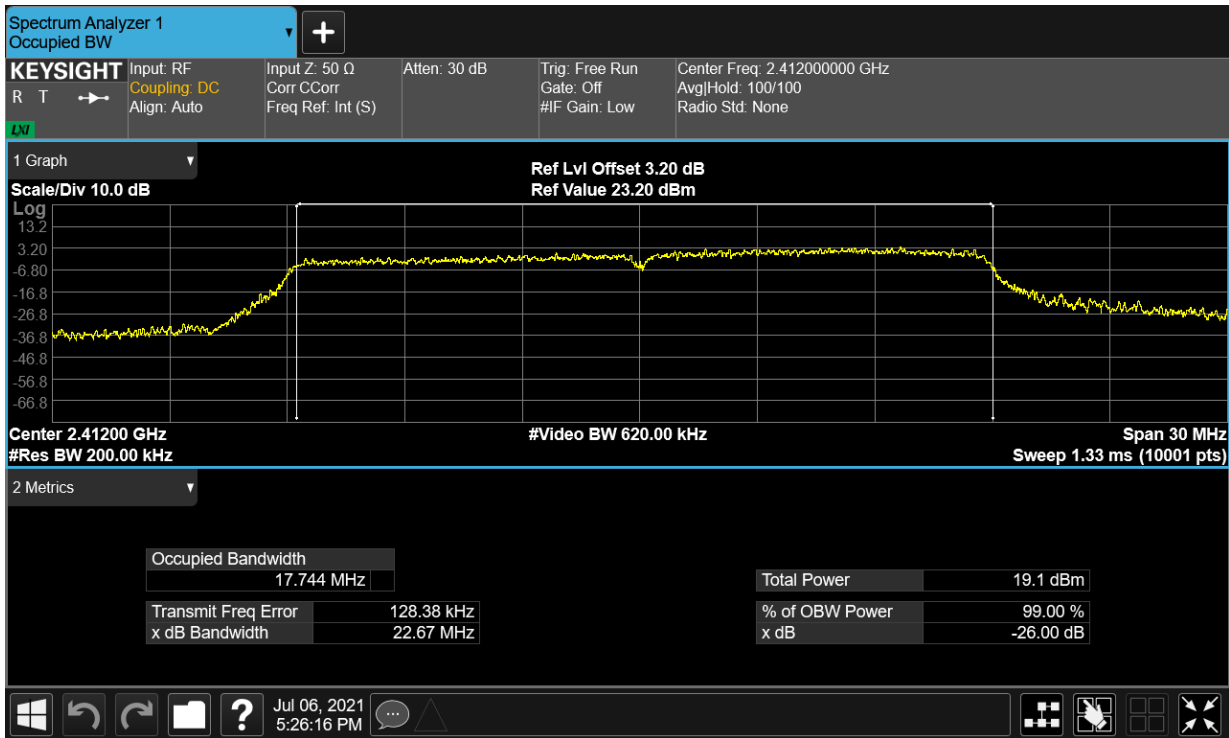 Spectrum Analyzer 1
Occupied BW
+
KEYSIGHT
R T
LXI
Input: RF
Coupling: DC
Align: Auto
Input Z: 50 Ω
Corr CCorr
Freq Ref: Int (S)
Atten: 30 dB
Trig: Free Run
Gate: Off
#IF Gain: Low
Center Freq: 2.412000000 GHz
Avg|Hold: 100/100
Radio Std: None
1 Graph
Scale/Div 10.0 dB
Ref Lvl Offset 3.20 dB
Ref Value 23.20 dBm
Log
13.2
3.20
-6.80
-16.8
-26.8
-36.8
-46.8
-56.8
-66.8
Center 2.41200 GHz
#Res BW 200.00 kHz
#Video BW 620.00 kHz
Span 30 MHz
Sweep 1.33 ms (10001 pts)
2 Metrics
Occupied Bandwidth
17.744 MHz
Transmit Freq Error 128.38 kHz
x dB Bandwidth 22.67 MHz
Total Power 19.1 dBm
% of OBW Power 99.00 %
x dB -26.00 dB
?
Jul 06, 2021
5:26:16 PM